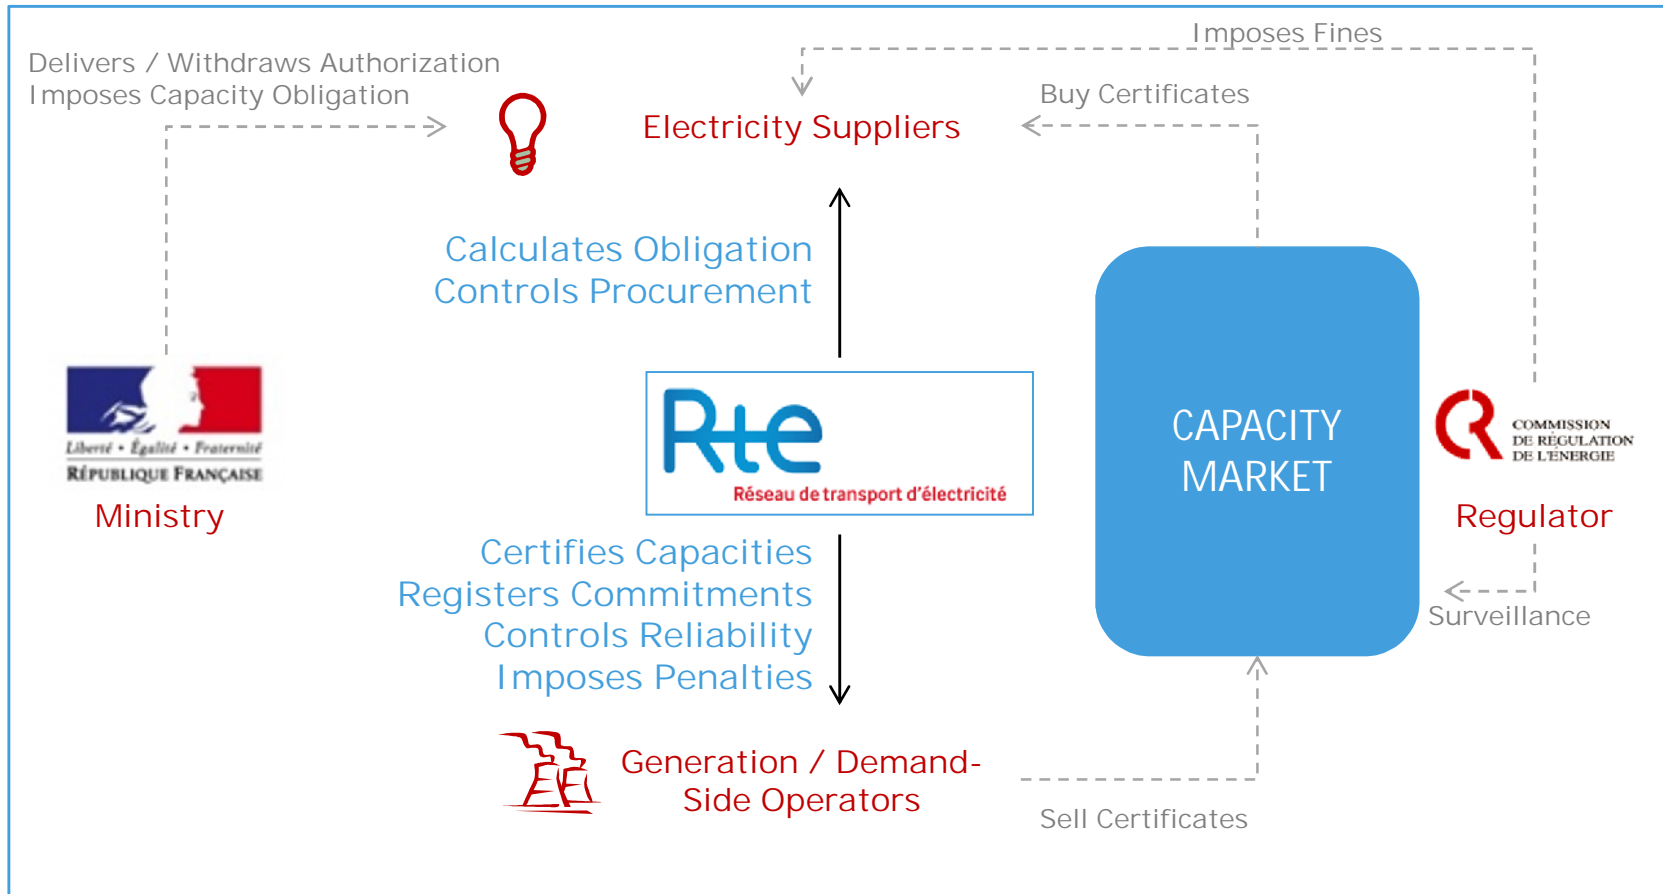 Imposes Fines
Delivers / Withdraws Authorization
Imposes Capacity Obligation
Buy Certificates
Electricity Suppliers
Calculates Obligation
Controls Procurement
Liberté • Égalité • Fraternité
RÉPUBLIQUE FRANÇAISE
Ministry
Rte
Réseau de transport d'électricité
CAPACITY
MARKET
CR
COMMISSION
DE RÉGULATION
DE L'ÉNERGIE
Regulator
Certifies Capacities
Registers Commitments
Controls Reliability
Imposes Penalties
Surveillance
Generation / Demand-
Side Operators
Sell Certificates